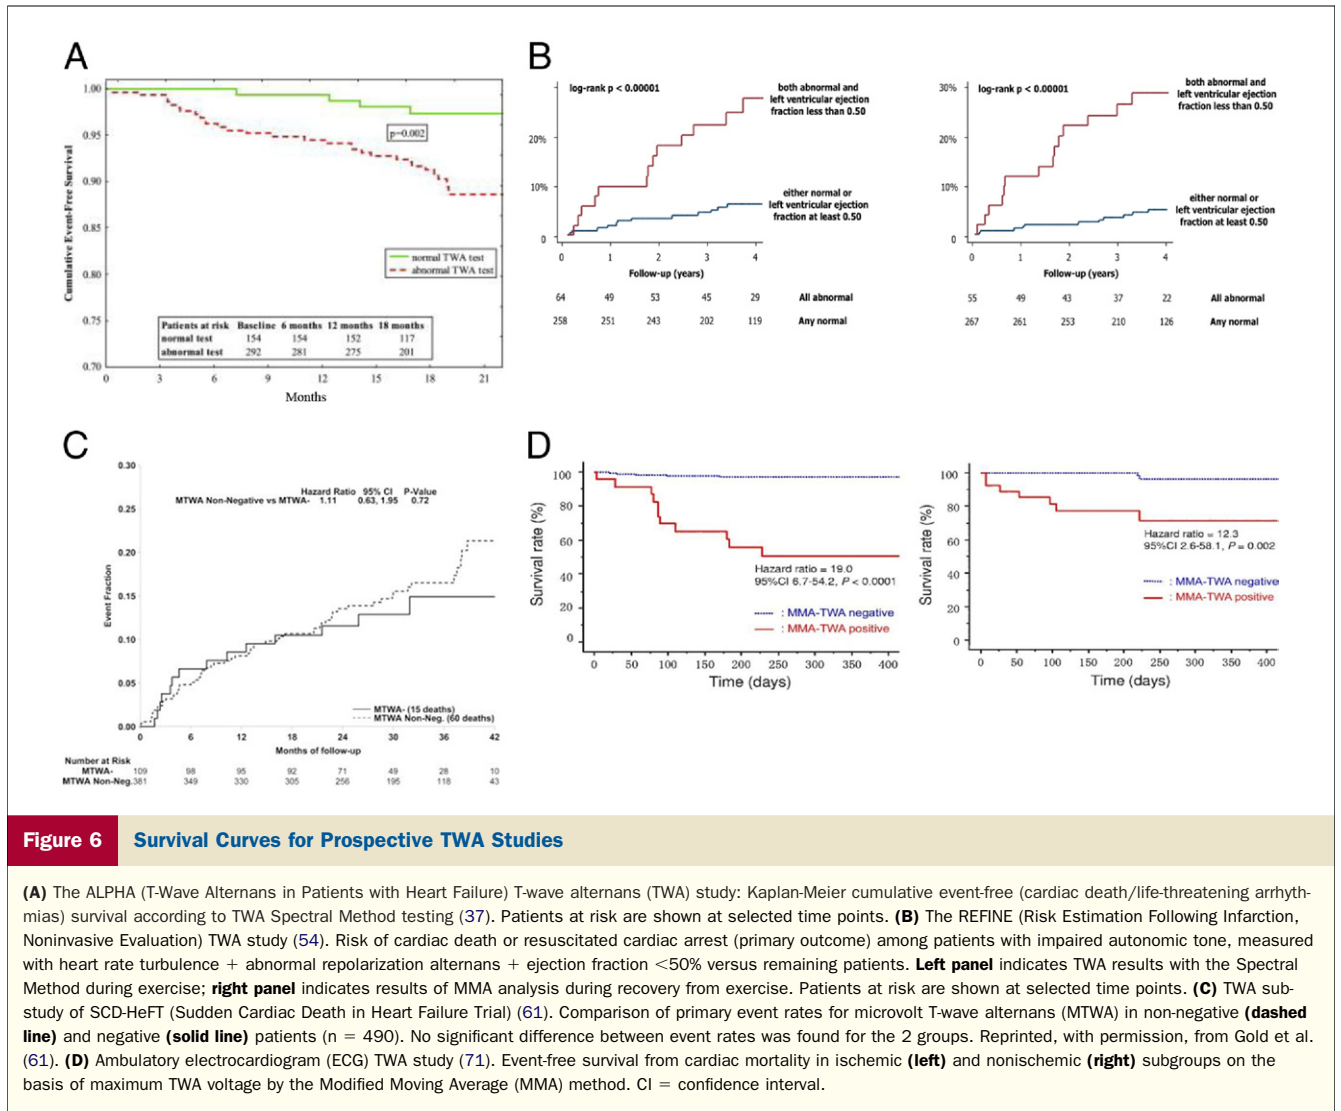 A
1.00
0.95
0.90
0.85
0.80
0.75
0.70
Cumulative Event-Free Survival
p=0.002
normal TWA test
abnormal TWA test
Patients at risk Baseline 6 months 12 months 18 months
normal test 154 154 152 117
abnormal test 292 281 275 201
0 3 6 9 12 15 18 21
Months
B
log-rank p < 0.00001
both abnormal and
left ventricular ejection
fraction less than 0.50
20%
10%
0
either normal or
left ventricular ejection
fraction at least 0.50
0 1 2 3 4
Follow-up (years)
64 49 53 45 29 All abnormal
258 251 243 202 119 Any normal
30%
log-rank p < 0.00001
both abnormal and
left ventricular ejection
fraction less than 0.50
20%
10%
0
either normal or
left ventricular ejection
fraction at least 0.50
0 1 2 3 4
Follow-up (years)
55 49 43 37 22 All abnormal
267 261 253 210 126 Any normal
C
0.30
0.25
0.20
0.15
0.10
0.05
0.00
Event Fraction
Hazard Ratio 95% CI P-Value
MTWA Non-Negative vs MTWA- 1.11 0.63, 1.95 0.72
MTWA- (15 deaths)
MTWA Non-Neg. (60 deaths)
0 6 12 18 24 30 36 42
Months of follow-up
Number at Risk
MTWA- 109 98 95 92 71 49 28 10
MTWA Non-Neg. 381 349 330 305 256 195 118 43
D
100
80
60
40
20
0
Survival rate (%)
Hazard ratio = 19.0
95%CI 6.7-54.2, P < 0.0001
: MMA-TWA negative
: MMA-TWA positive
0 50 100 150 200 250 300 350 400
Time (days)
100
80
60
40
20
0
Survival rate (%)
Hazard ratio = 12.3
95%CI 2.6-58.1, P = 0.002
: MMA-TWA negative
: MMA-TWA positive
0 50 100 150 200 250 300 350 400
Time (days)
Figure 6 Survival Curves for Prospective TWA Studies
(A) The ALPHA (T-Wave Alternans in Patients with Heart Failure) T-wave alternans (TWA) study: Kaplan-Meier cumulative event-free (cardiac death/life-threatening arrhyth-
mias) survival according to TWA Spectral Method testing (37). Patients at risk are shown at selected time points. (B) The REFINE (Risk Estimation Following Infarction,
Noninvasive Evaluation) TWA study (54). Risk of cardiac death or resuscitated cardiac arrest (primary outcome) among patients with impaired autonomic tone, measured
with heart rate turbulence + abnormal repolarization alternans + ejection fraction <50% versus remaining patients. Left panel indicates TWA results with the Spectral
Method during exercise; right panel indicates results of MMA analysis during recovery from exercise. Patients at risk are shown at selected time points. (C) TWA sub-
study of SCD-HeFT (Sudden Cardiac Death in Heart Failure Trial) (61). Comparison of primary event rates for microvolt T-wave alternans (MTWA) in non-negative (dashed
line) and negative (solid line) patients (n = 490). No significant difference between event rates was found for the 2 groups. Reprinted, with permission, from Gold et al.
(61). (D) Ambulatory electrocardiogram (ECG) TWA study (71). Event-free survival from cardiac mortality in ischemic (left) and nonischemic (right) subgroups on the
basis of maximum TWA voltage by the Modified Moving Average (MMA) method. CI = confidence interval.